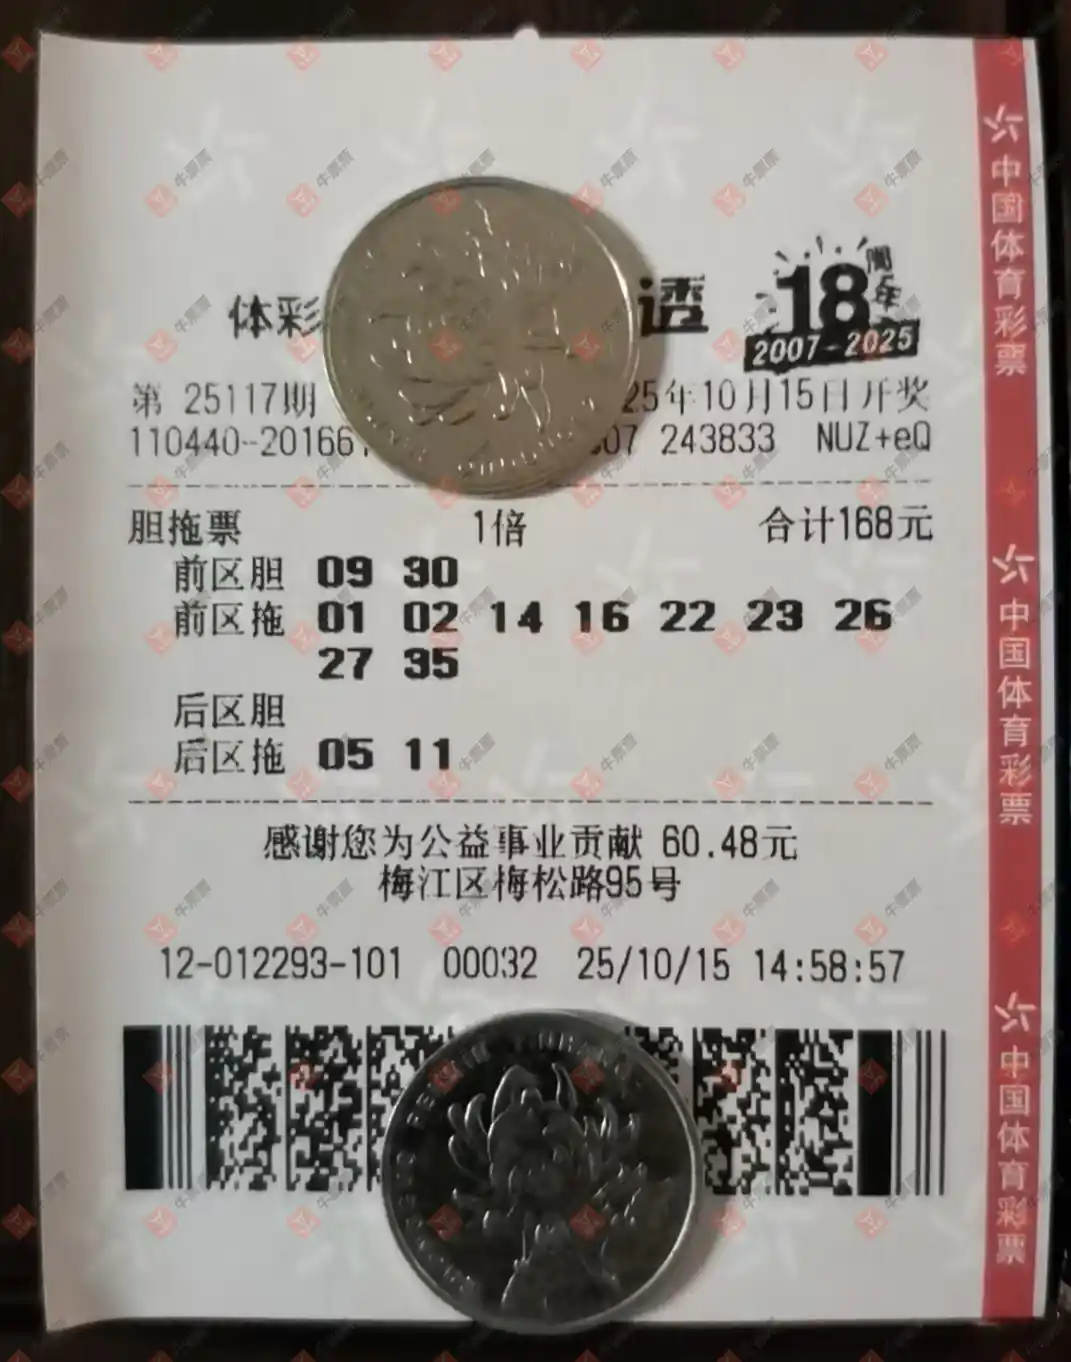 体彩 透 18周年
2007-2025
第 25117期 25年10月15日开奖
110440-20166 07 243833 NUZ+eQ
胆拖票 1倍 合计168元
前区胆 09 30
前区拖 01 02 14 16 22 23 26
27 35
后区胆
后区拖 05 11
感谢您为公益事业贡献 60.48元
梅江区梅松路95号
12-012293-101 00032 25/10/15 14:58:57
中国体育彩票
中国体育彩票
中国体育彩票
牛票票